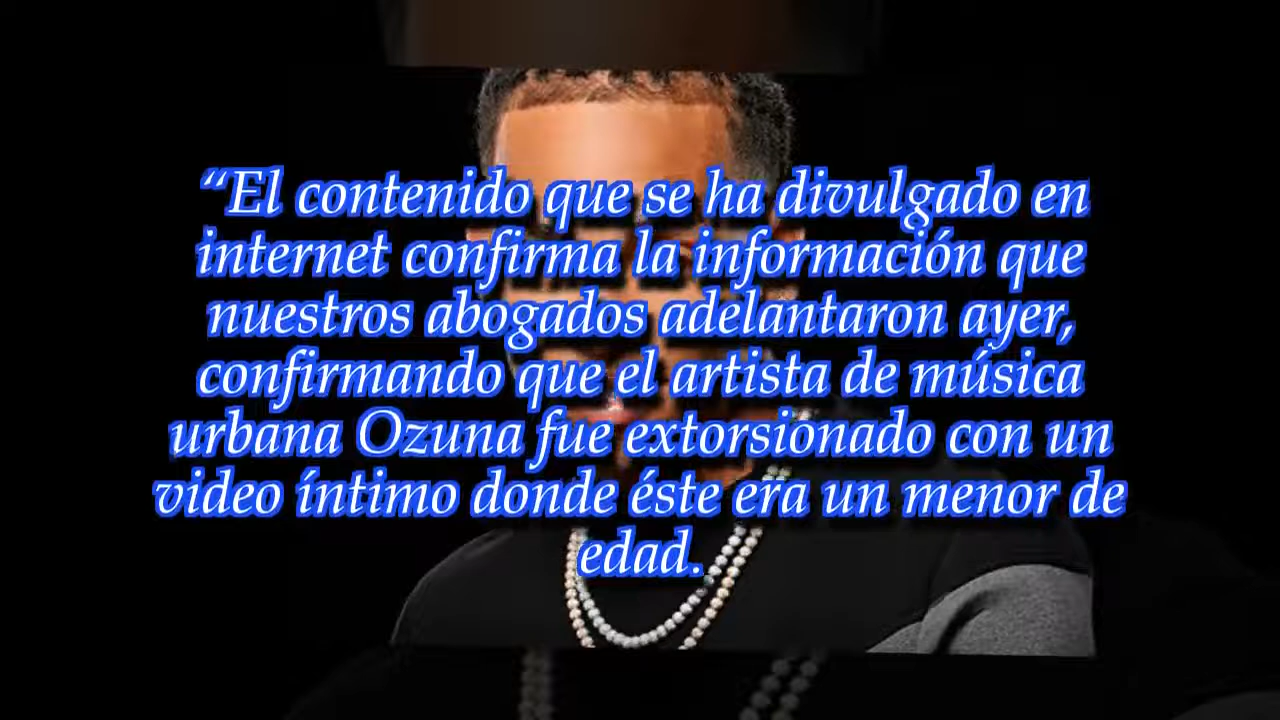 “El contenido que se ha divulgado en
internet confirma la información que
nuestros abogados adelantaron ayer,
confirmando que el artista de música
urbana Ozuna fue extorsionado con un
video íntimo donde éste era un menor de
edad.